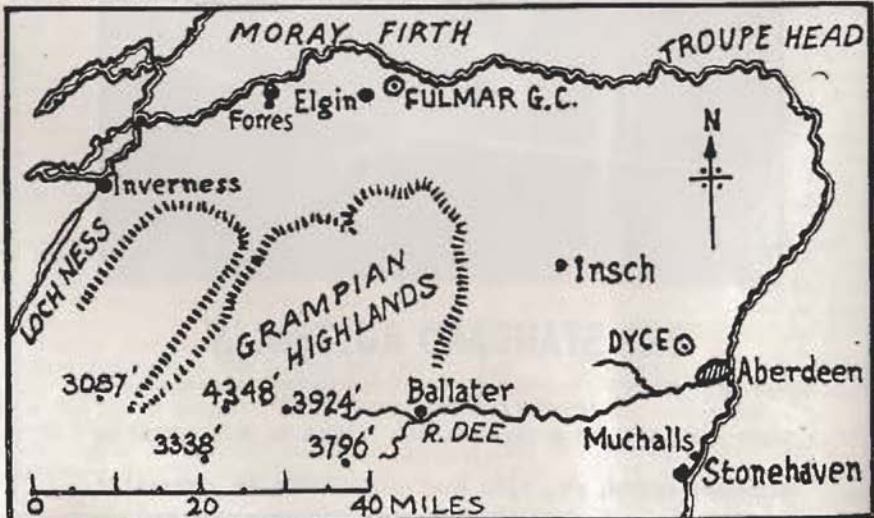 MORAY FIRTH
TROUPE HEAD
Forres
Elgin
FULMAR G.C.
N
Inverness
LOCH NESS
GRAMPIAN
HIGHLANDS
Insch
DYCE
Aberdeen
3087'
4348'
3924'
Ballater
R. DEE
3338'
3796'
Muchalls
Stonehaven
0 20 40 MILES